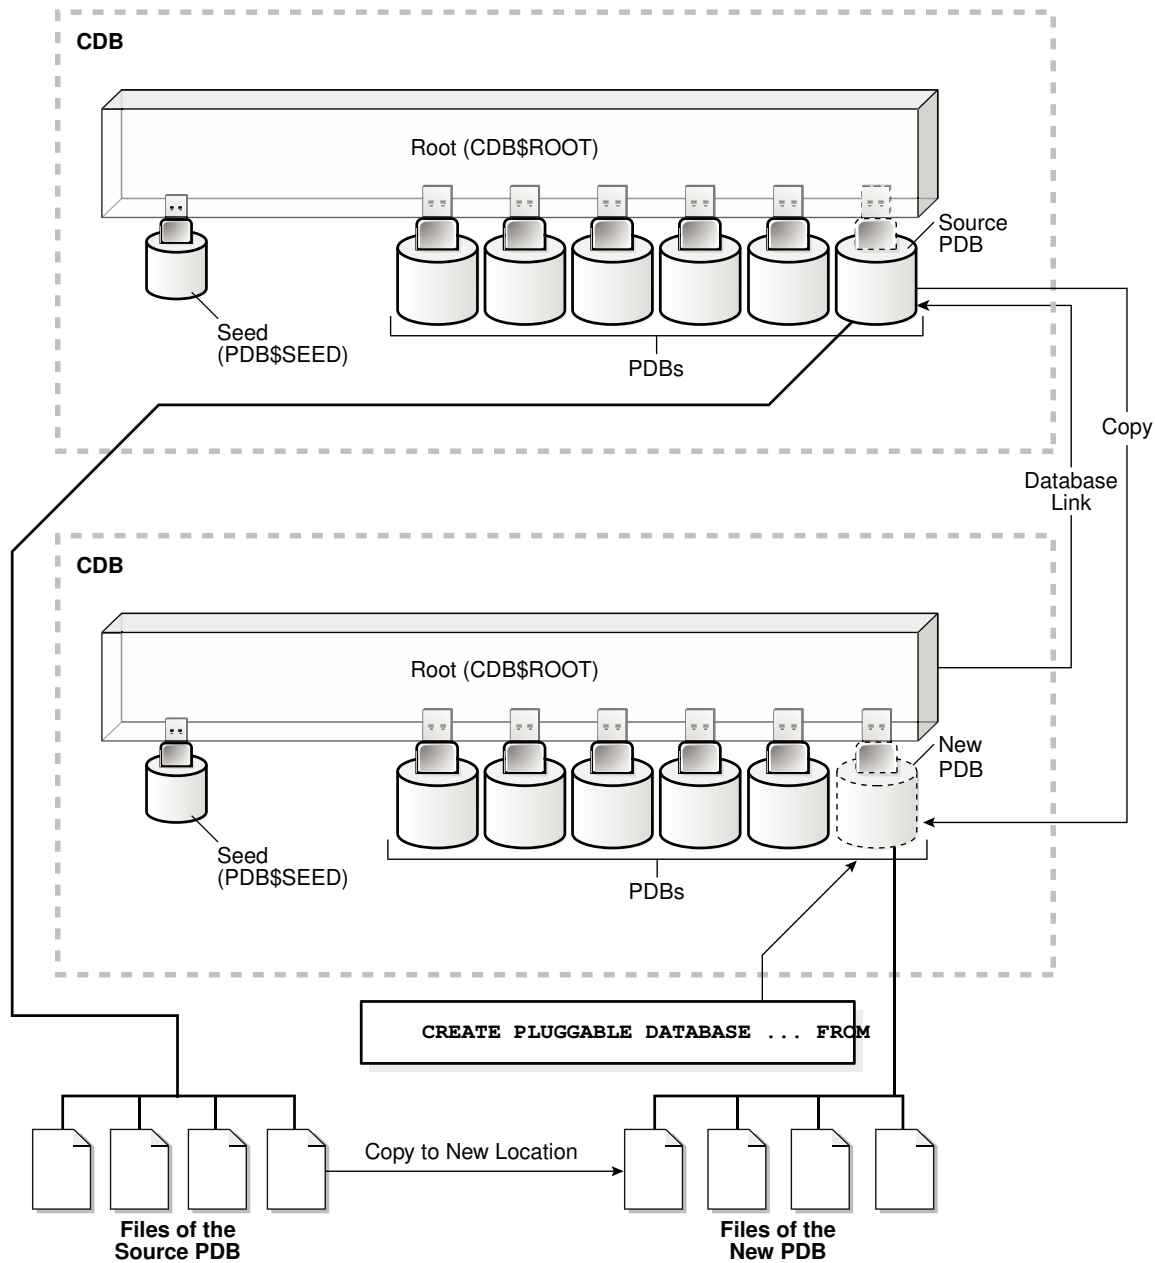 CDB
Root (CDB$ROOT)
Source
PDB
Seed
(PDB$SEED)
PDBs
Copy
Database
Link
CDB
Root (CDB$ROOT)
New
PDB
Seed
(PDB$SEED)
PDBs
CREATE PLUGGABLE DATABASE ... FROM
Copy to New Location
Files of the
Source PDB
Files of the
New PDB